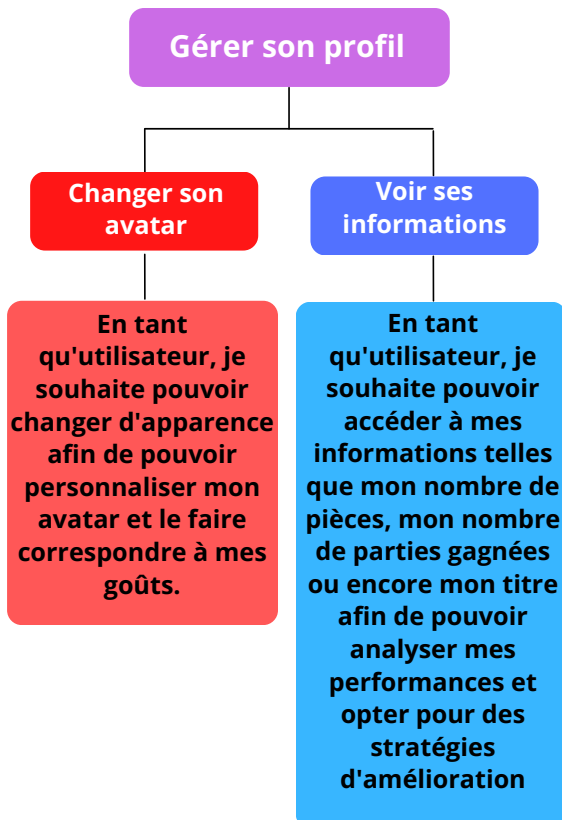 Gérer son profil
Changer son
avatar
Voir ses
informations
En tant
qu'utilisateur, je
souhaite pouvoir
changer d'apparence
afin de pouvoir
personnaliser mon
avatar et le faire
correspondre à mes
goûts.
En tant
qu'utilisateur, je
souhaite pouvoir
accéder à mes
informations telles
que mon nombre de
pièces, mon nombre
de parties gagnées
ou encore mon titre
afin de pouvoir
analyser mes
performances et
opter pour des
stratégies
d'amélioration